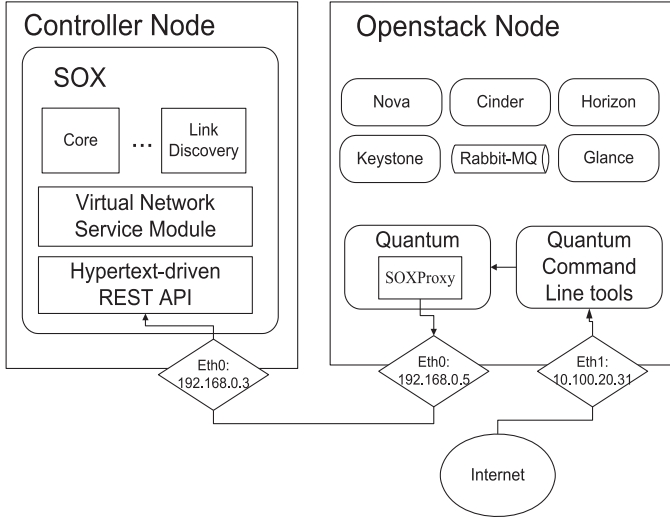 Controller Node
SOX
Core
...
Link
Discovery
Virtual Network
Service Module
Hypertext-driven
REST API
Eth0:
192.168.0.3
Openstack Node
Nova
Cinder
Horizon
Keystone
Rabbit-MQ
Glance
Quantum
SOXProxy
Quantum
Command
Line tools
Eth0:
192.168.0.5
Eth1:
10.100.20.31
Internet